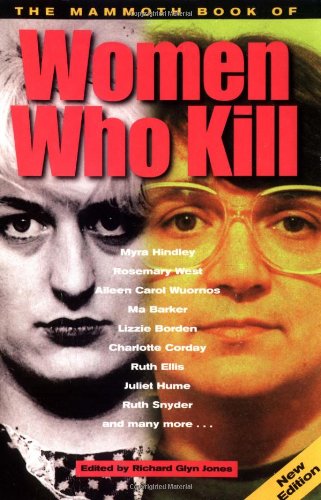 THE MAMMOTH BOOK OF
Women
Who Kill
Myra Hindley
Rosemary West
Aileen Carol Wuornos
Ma Barker
Lizzie Borden
Charlotte Corday
Ruth Ellis
Juliet Hume
Ruth Snyder
and many more . . .
Edited by Richard Glyn Jones
New
Edition